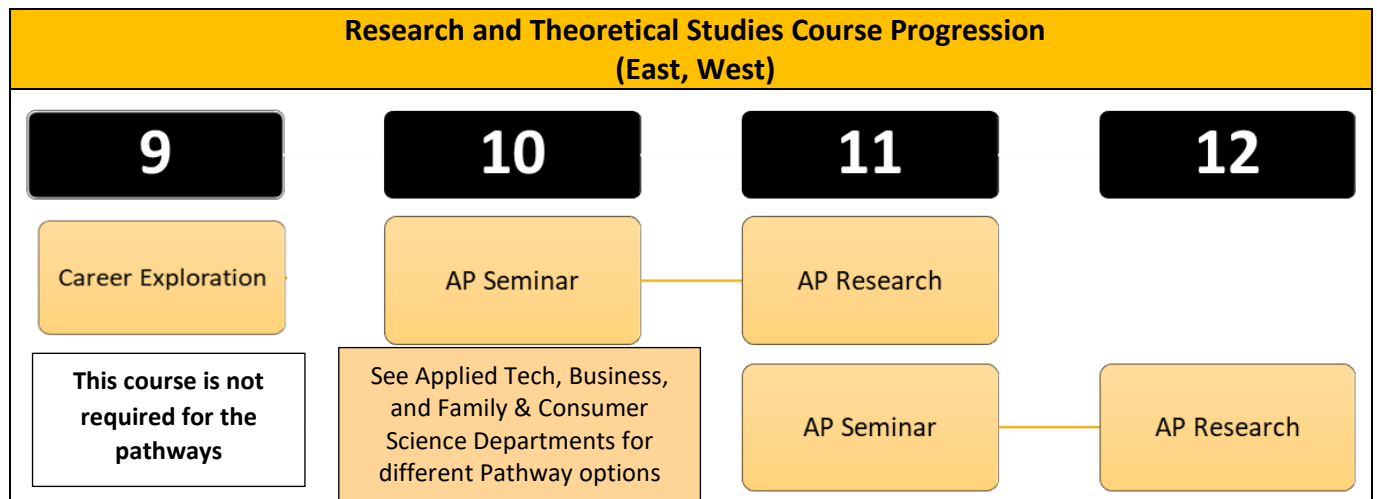 Research and Theoretical Studies Course Progression
(East, West)
9
10
11
12
Career Exploration
AP Seminar
AP Research
This course is not
required for the
pathways
See Applied Tech, Business,
and Family & Consumer
Science Departments for
different Pathway options
AP Seminar
AP Research